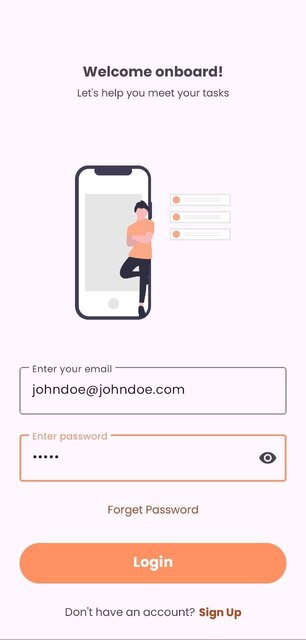 Welcome onboard!
Let's help you meet your tasks
Enter your email
johndoe@johndoe.com
Enter password
•••••
Forget Password
Login
Don't have an account? Sign Up